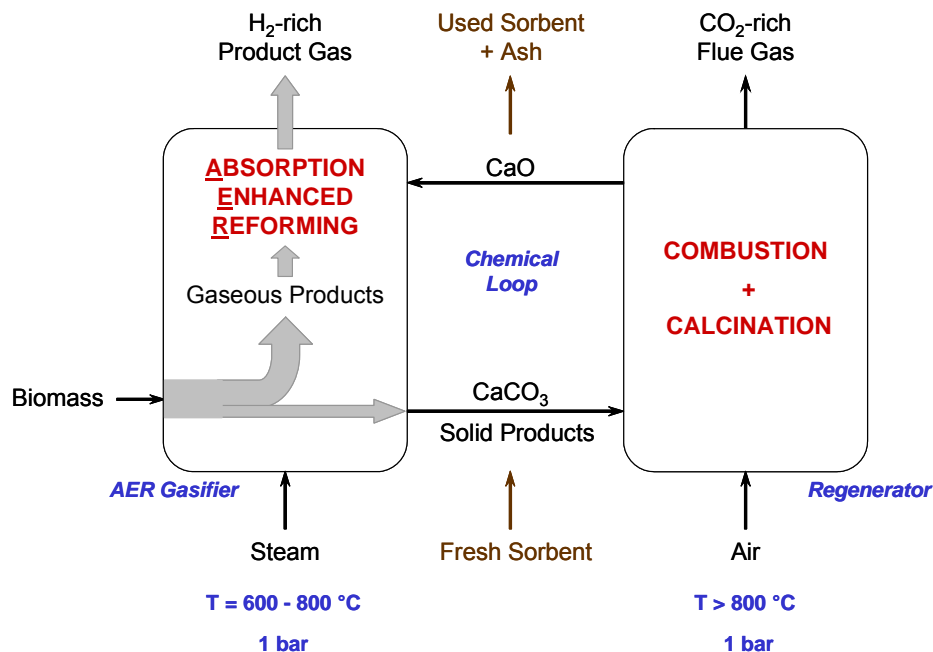 H₂-rich
Product Gas
Used Sorbent
+ Ash
CO₂-rich
Flue Gas
ABSORPTION
ENHANCED
REFORMING
CaO
Gaseous Products
Chemical
Loop
COMBUSTION
+
CALCINATION
Biomass
CaCO₃
Solid Products
AER Gasifier
Regenerator
Steam
Fresh Sorbent
Air
T = 600 - 800 °C
T > 800 °C
1 bar
1 bar